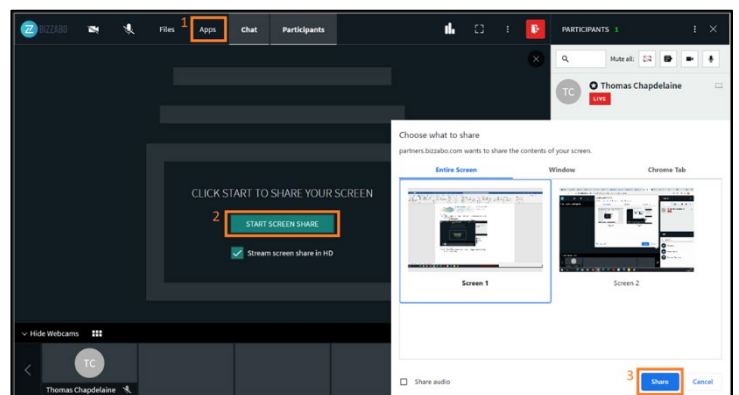 BIZZABO
1
Files
Apps
Chat
Participants
PARTICIPANTS 1
Mute all:
TC
Thomas Chapdelaine
LIVE
CLICK START TO SHARE YOUR SCREEN
2
START SCREEN SHARE
Stream screen share in HD
Choose what to share
partners.bizzabo.com wants to share the contents of your screen.
Entire Screen
Window
Chrome Tab
Screen 1
Screen 2
Hide Webcams
TC
Thomas Chapdelaine
Share audio
3
Share
Cancel